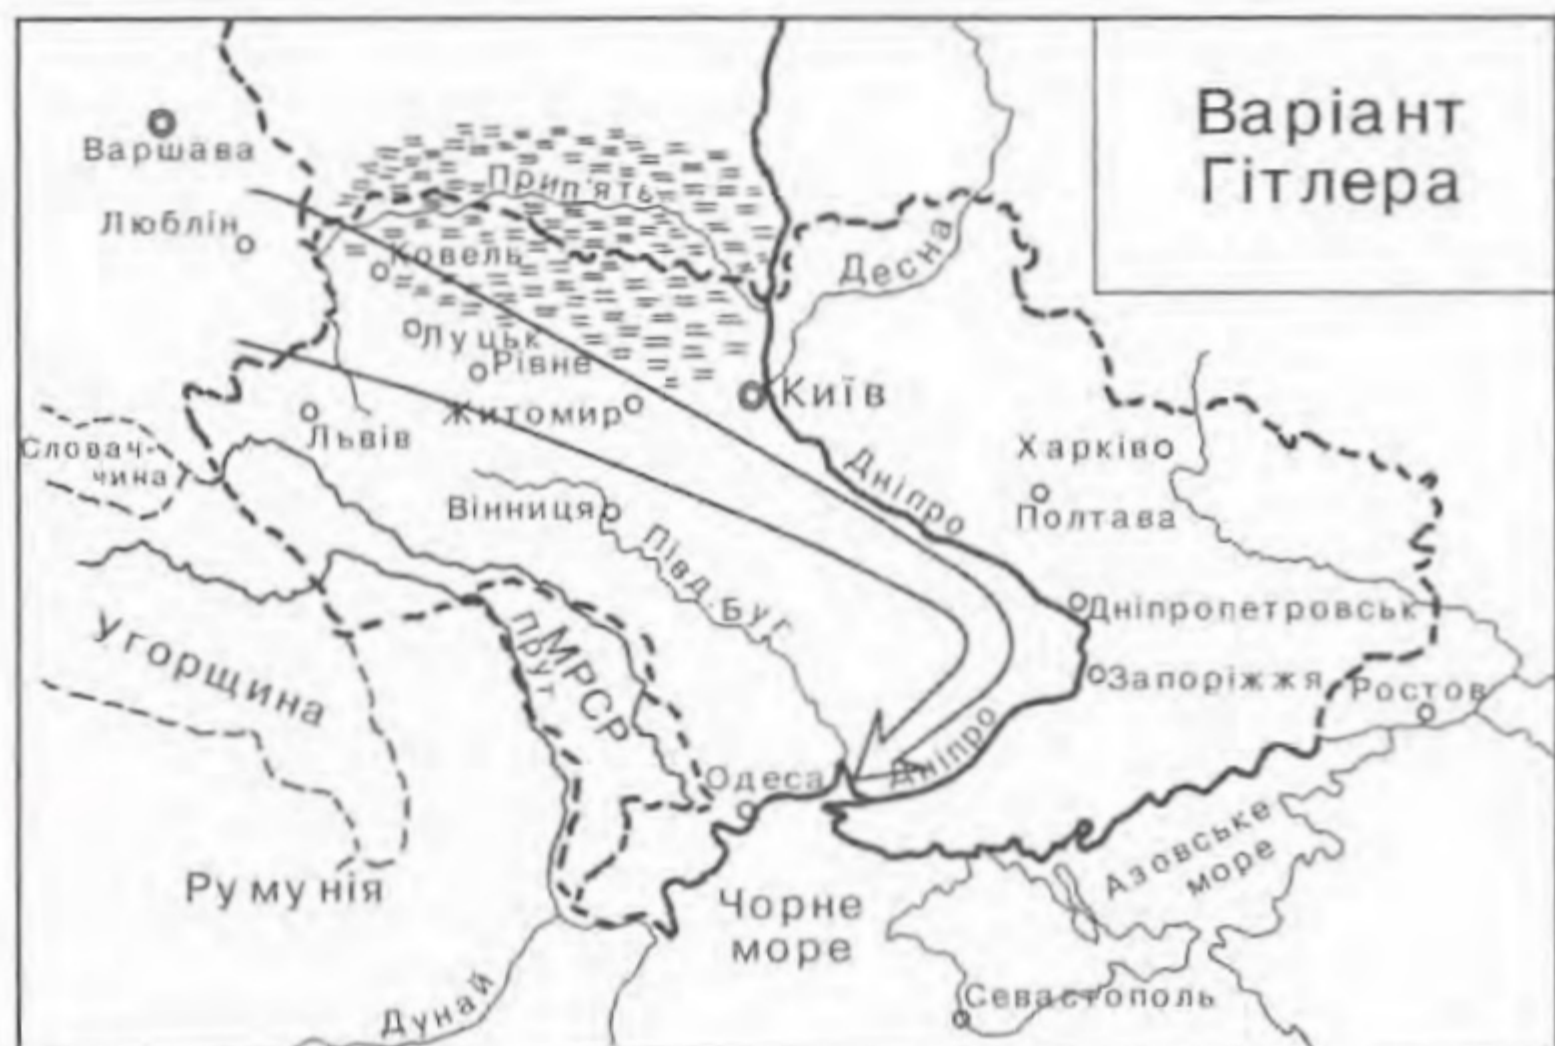 Варіант
Гітлера
Варшава
Люблін
Прип'ять
Ковель
Луцьк
Рівне
Житомир
Київ
Десна
Львів
Словач-
чина
Вінниця
Півд. Буг
Дніпро
Харків
Полтава
Дніпропетровськ
Запоріжжя
Ростов
Угорщина
Прут
МРСР
Дніпро
Одеса
Румунія
Чорне
море
Азовське
море
Дунай
Севастополь